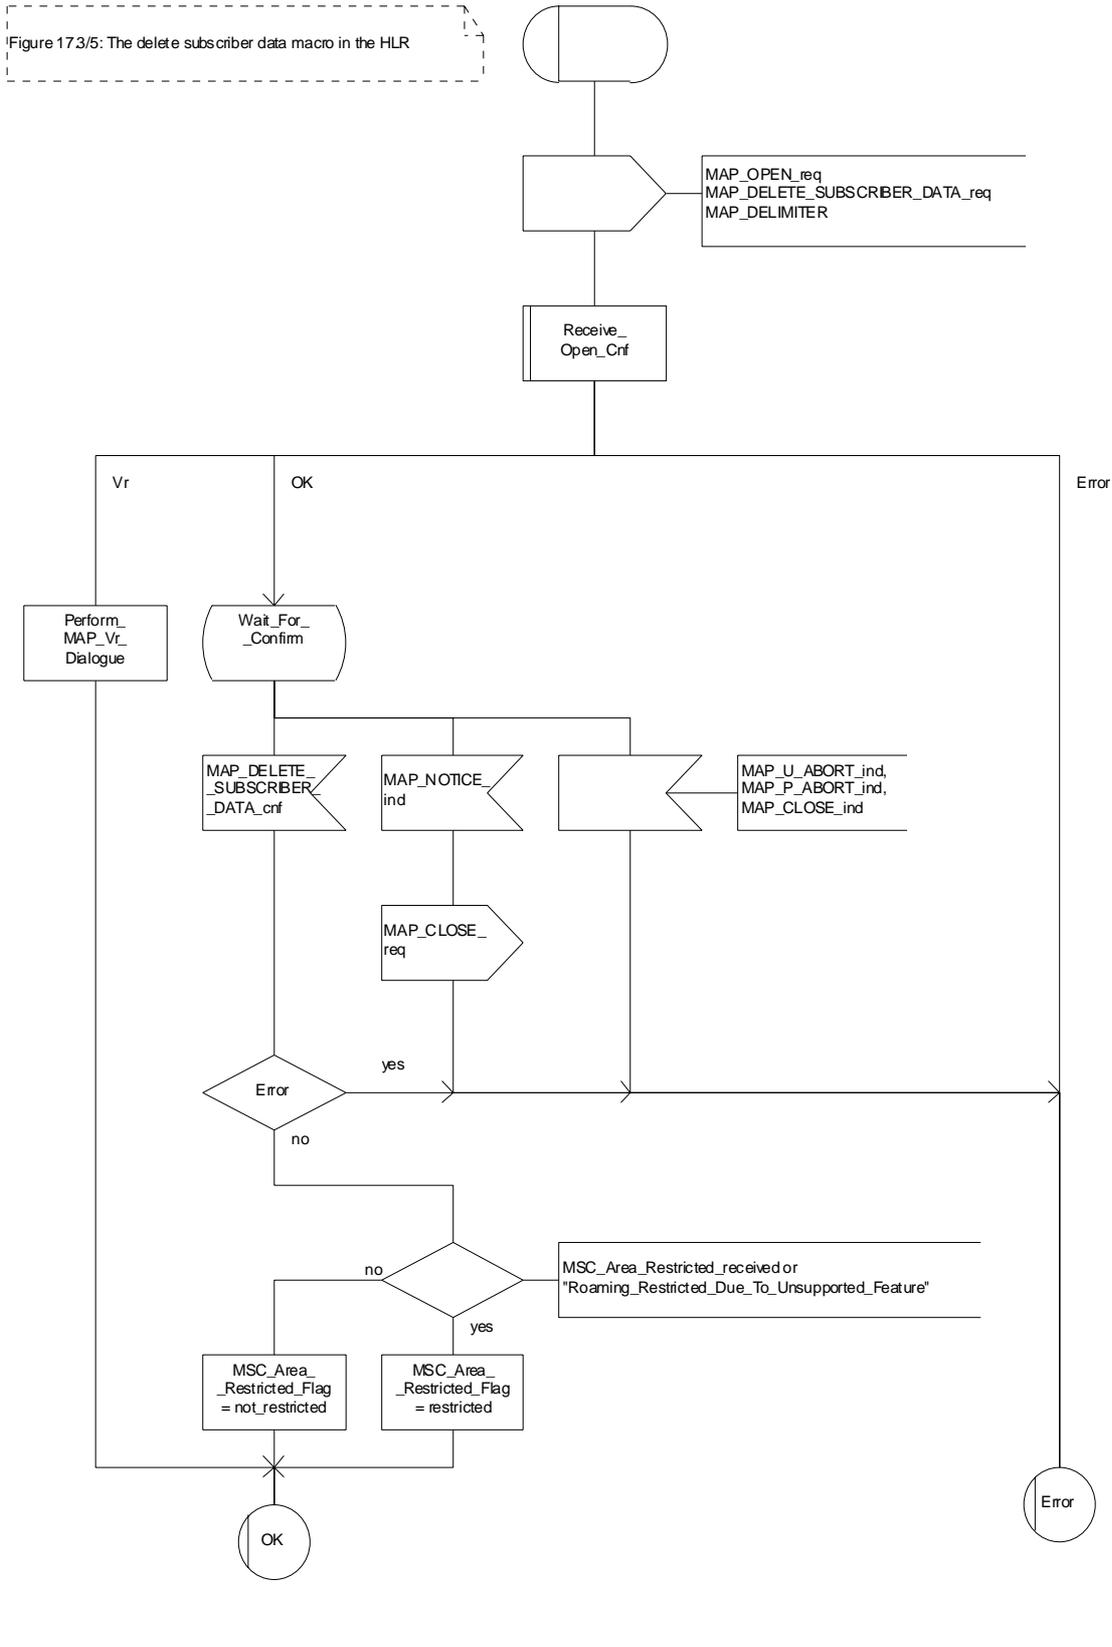 Figure 17.3/5: The delete subscriber data macro in the HLR
MAP_OPEN_req
MAP_DELETE_SUBSCRIBER_DATA_req
MAP_DELIMITER
Receive_
Open_Cnf
Vr
OK
Error
Perform_
MAP_Vr_
Dialogue
Wait_For_
_Confirm
MAP_DELETE_
_SUBSCRIBER_
_DATA_cnf
MAP_NOTICE_
ind
MAP_U_ABORT_ind,
MAP_P_ABORT_ind,
MAP_CLOSE_ind
MAP_CLOSE_
req
yes
Error
no
no
MSC_Area_Restricted_received or
"Roaming_Restricted_Due_To_Unsupported_Feature"
yes
MSC_Area_
_Restricted_Flag
= not_restricted
MSC_Area_
_Restricted_Flag
= restricted
Error
OK